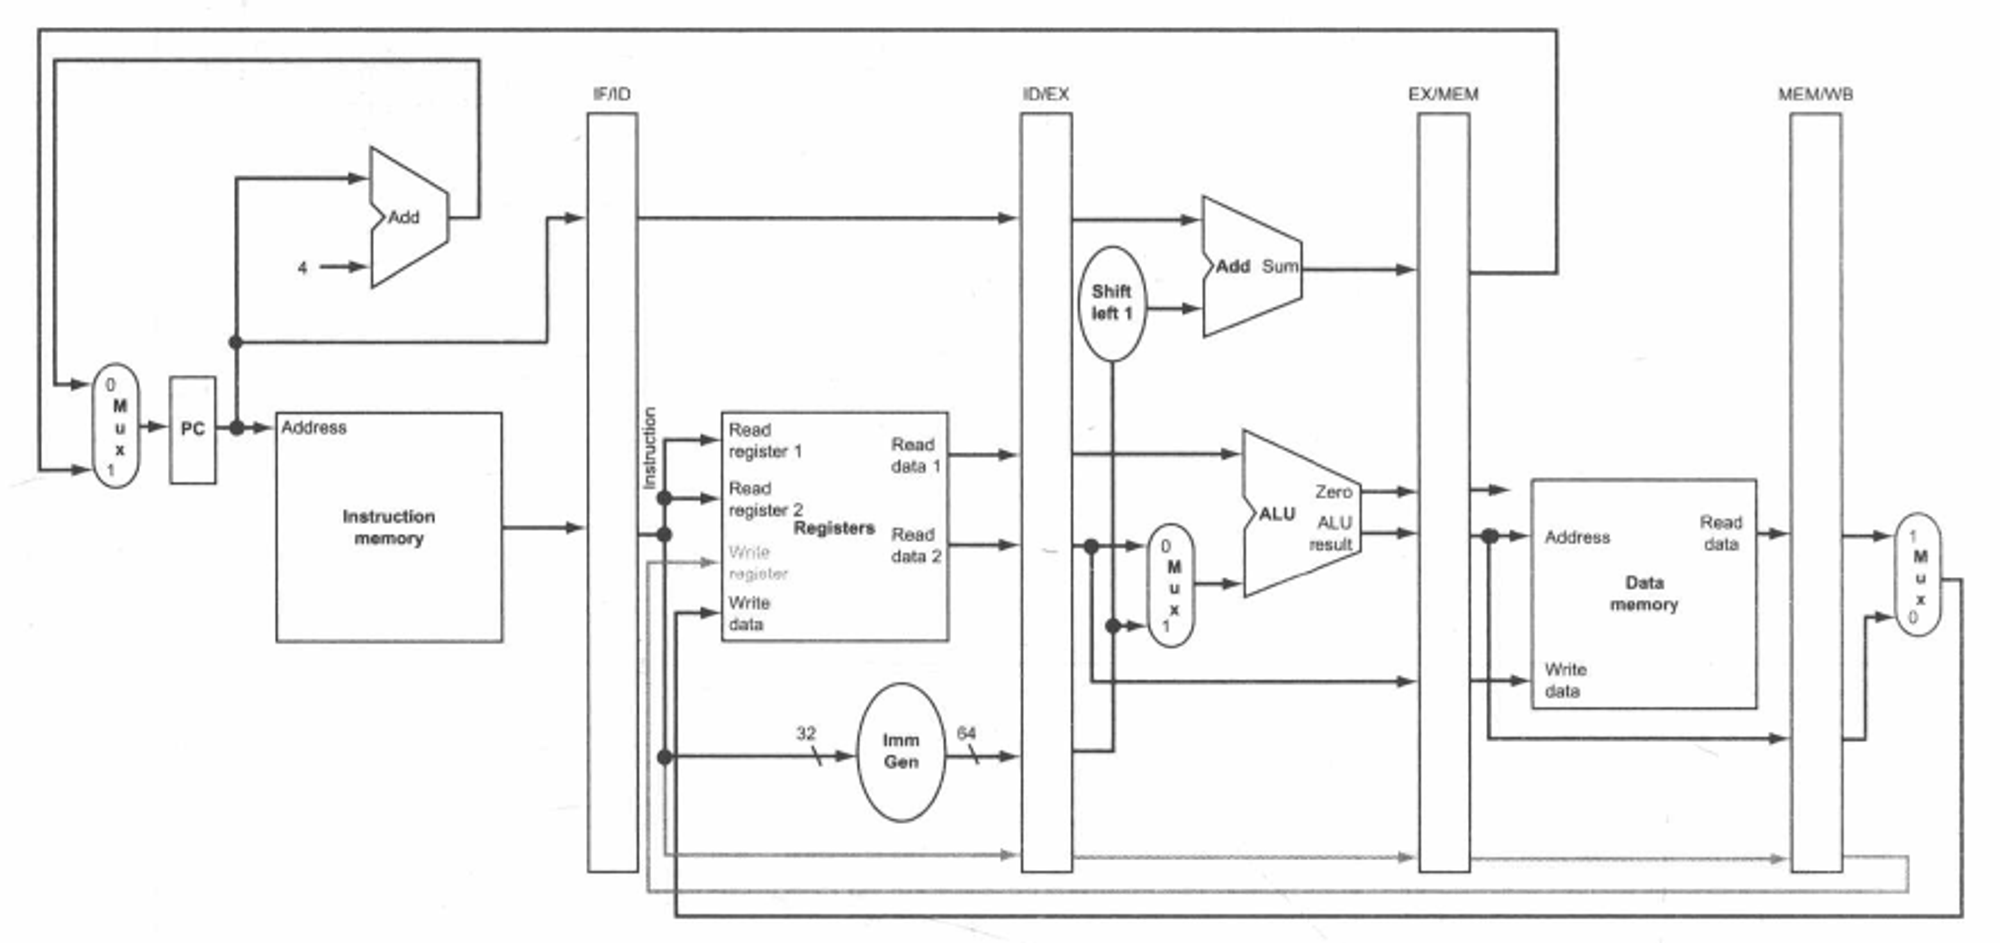 IF/ID
ID/EX
EX/MEM
MEM/WB
Add
4
Add Sum
Shift
left 1
0
M
u
x
1
PC
Address
Instruction
memory
Instruction
Read
register 1
Read
register 2
Registers
Write
register
Write
data
Read
data 1
Read
data 2
0
M
u
x
1
Zero
ALU
ALU
result
Address
Read
data
Data
memory
Write
data
1
M
u
x
0
32
Imm
Gen
64